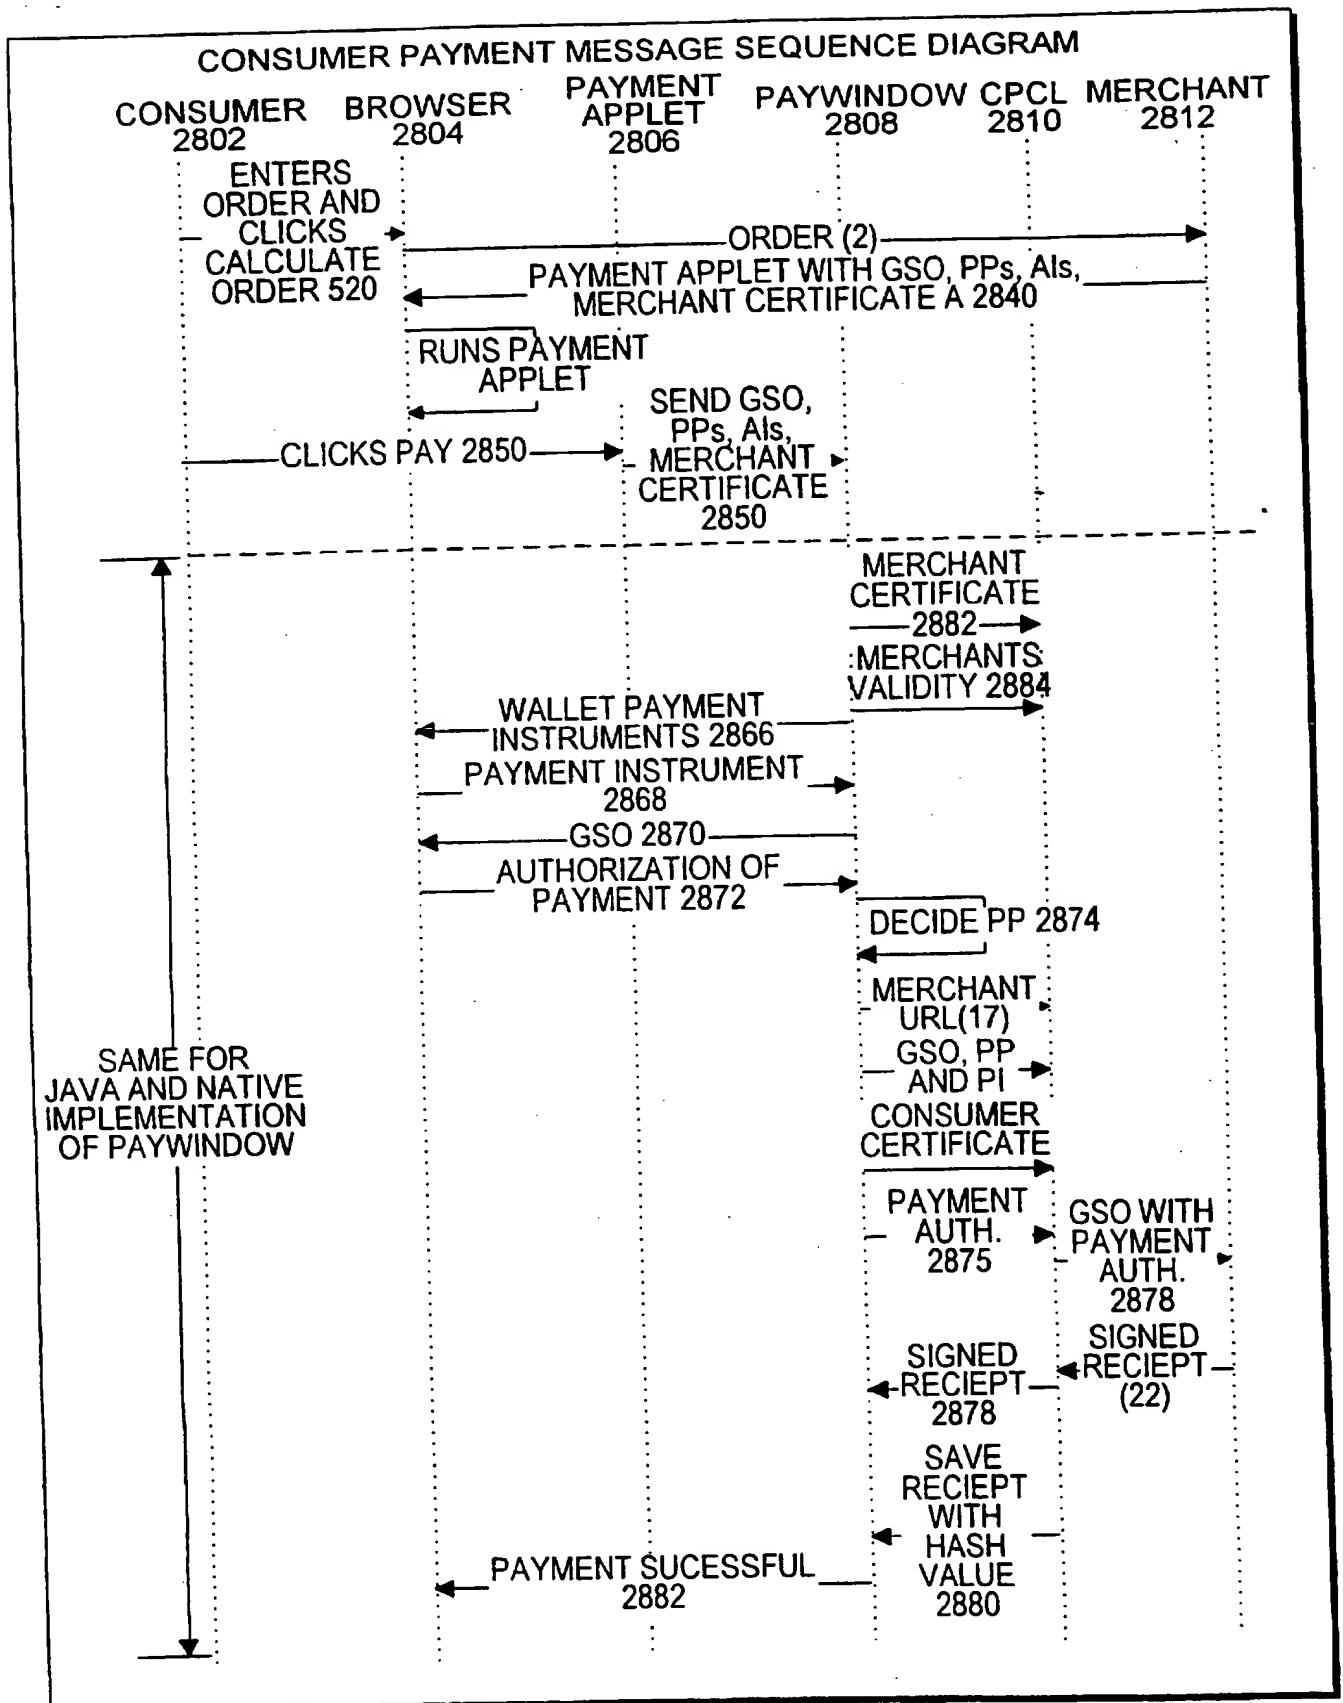 CONSUMER PAYMENT MESSAGE SEQUENCE DIAGRAM
CONSUMER
2802
BROWSER
2804
PAYMENT
APPLET
2806
PAYWINDOW
2808
CPCL
2810
MERCHANT
2812
ENTERS
ORDER AND
CLICKS
CALCULATE
ORDER 520
ORDER (2)
PAYMENT APPLET WITH GSO, PPs, AIs,
MERCHANT CERTIFICATE A 2840
RUNS PAYMENT
APPLET
CLICKS PAY 2850
SEND GSO,
PPs, AIs,
MERCHANT
CERTIFICATE
2850
MERCHANT
CERTIFICATE
2882
MERCHANTS
VALIDITY 2884
WALLET PAYMENT
INSTRUMENTS 2866
PAYMENT INSTRUMENT
2868
GSO 2870
AUTHORIZATION OF
PAYMENT 2872
DECIDE PP 2874
MERCHANT
URL(17)
GSO, PP
AND PI
CONSUMER
CERTIFICATE
SAME FOR
JAVA AND NATIVE
IMPLEMENTATION
OF PAYWINDOW
PAYMENT
AUTH.
2875
GSO WITH
PAYMENT
AUTH.
2878
SIGNED
RECIEPT
(22)
SIGNED
RECIEPT
2878
SAVE
RECIEPT
WITH
HASH
VALUE
2880
PAYMENT SUCESSFUL
2882